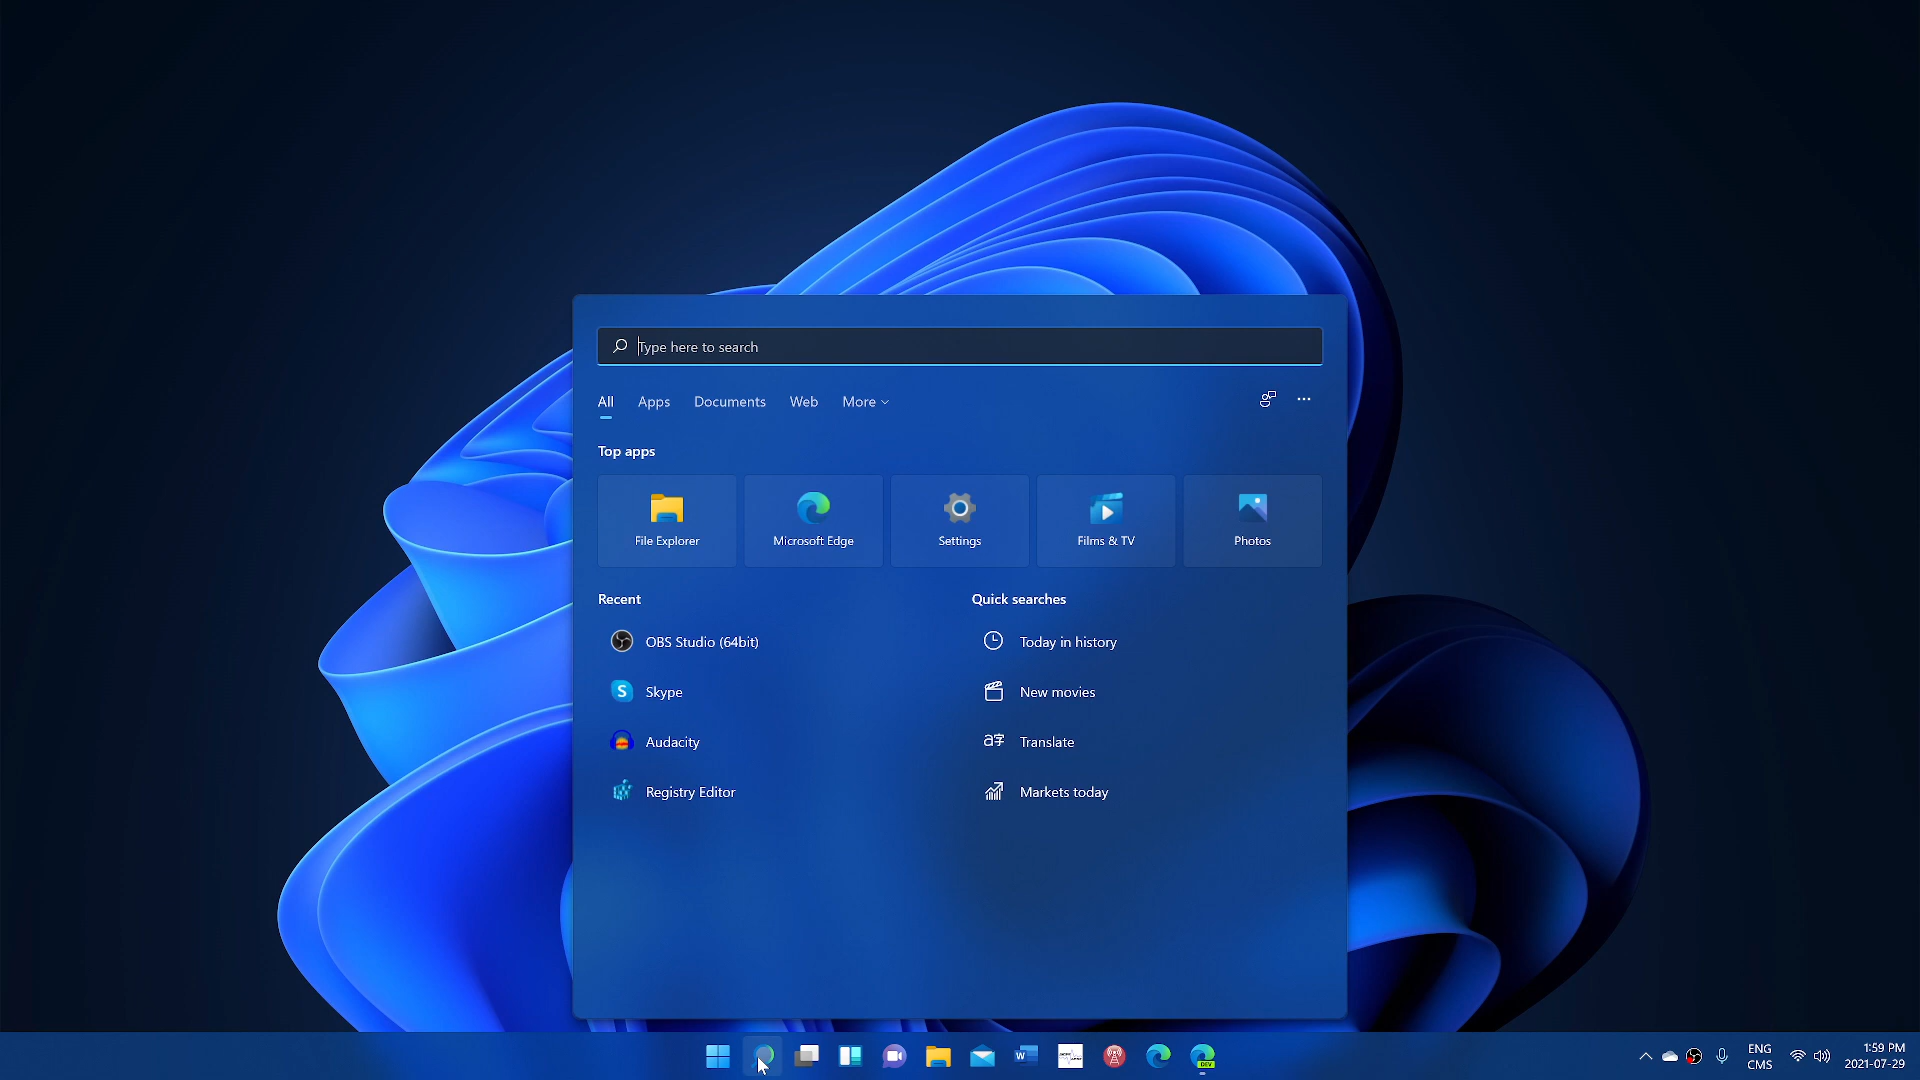 Type here to search
All Apps Documents Web More
Top apps
File Explorer Microsoft Edge Settings Films & TV Photos
Recent Quick searches
OBS Studio (64bit) Today in history
Skype New movies
Audacity Translate
Registry Editor Markets today
DEV
ENG 1:59 PM
CMS 2021-07-29